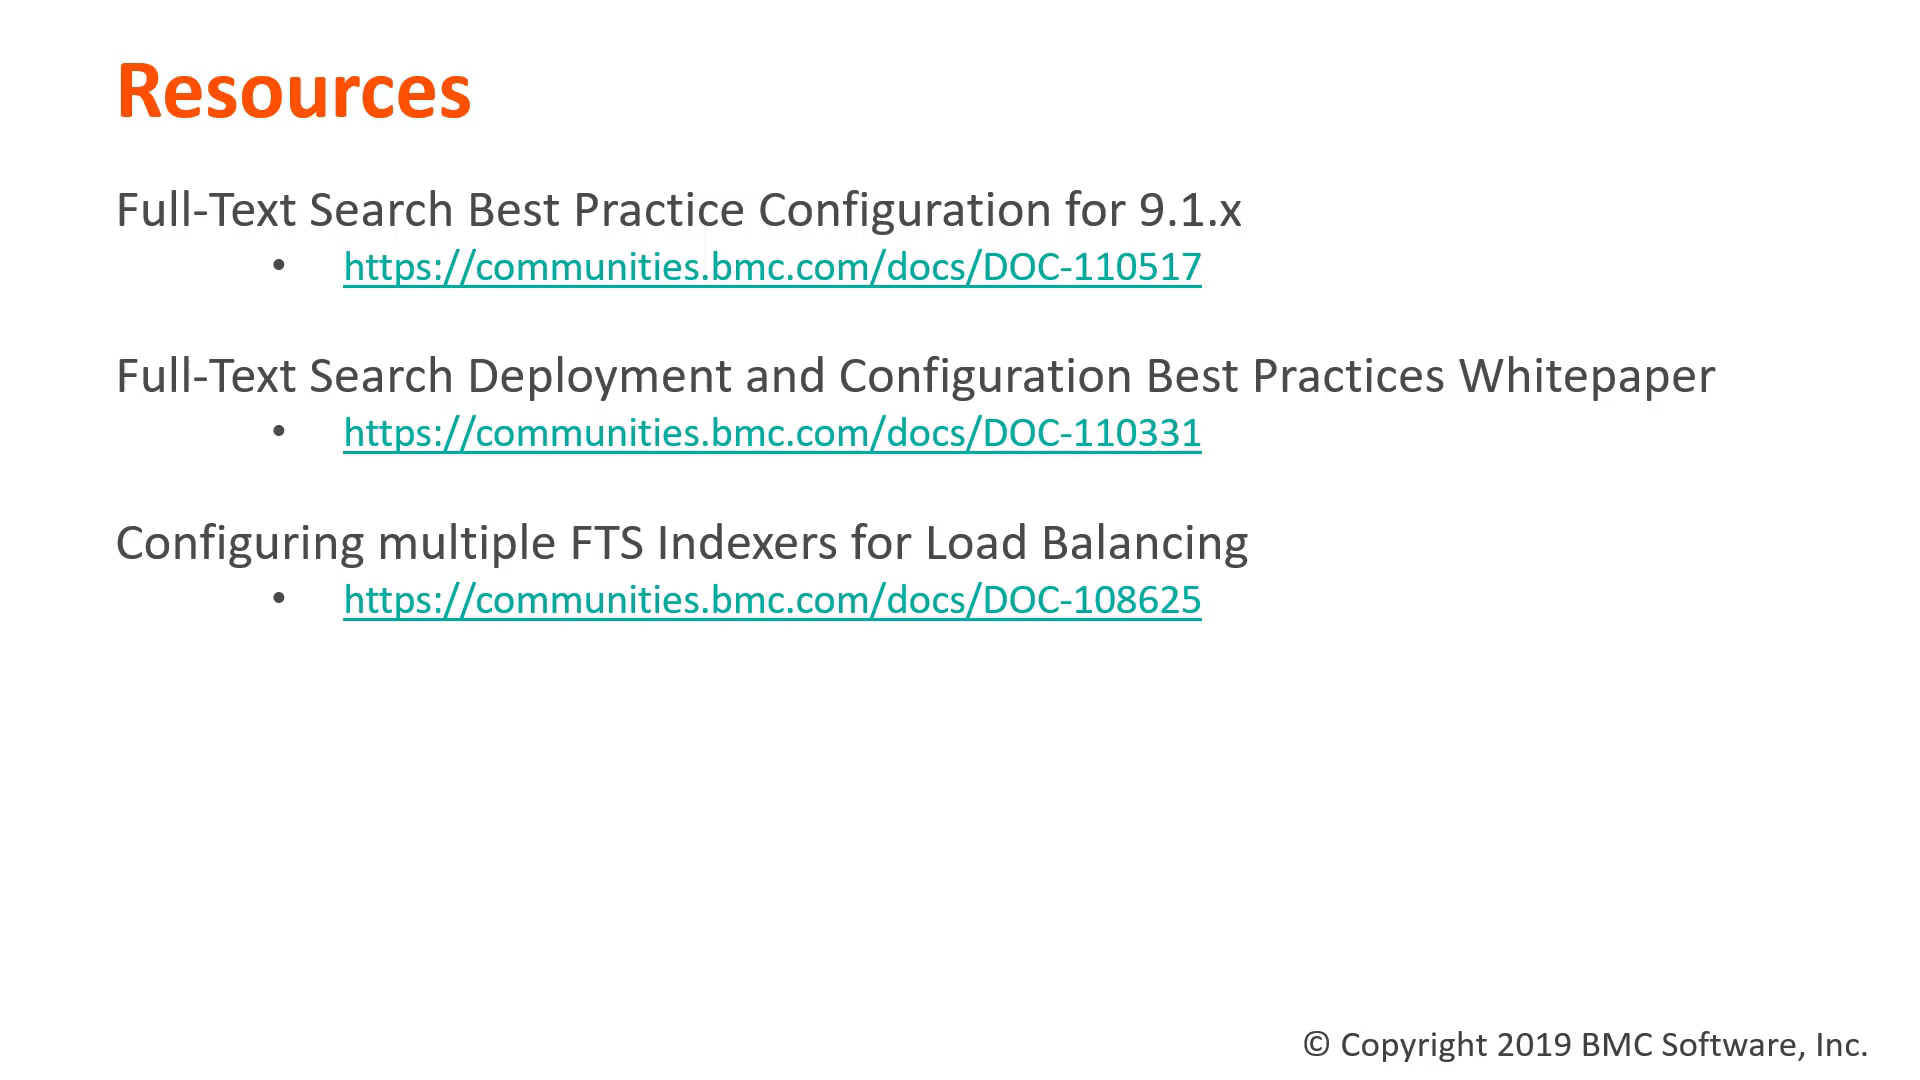 Resources
Full-Text Search Best Practice Configuration for 9.1.x
• https://communities.bmc.com/docs/DOC-110517
Full-Text Search Deployment and Configuration Best Practices Whitepaper
• https://communities.bmc.com/docs/DOC-110331
Configuring multiple FTS Indexers for Load Balancing
• https://communities.bmc.com/docs/DOC-108625
© Copyright 2019 BMC Software, Inc.